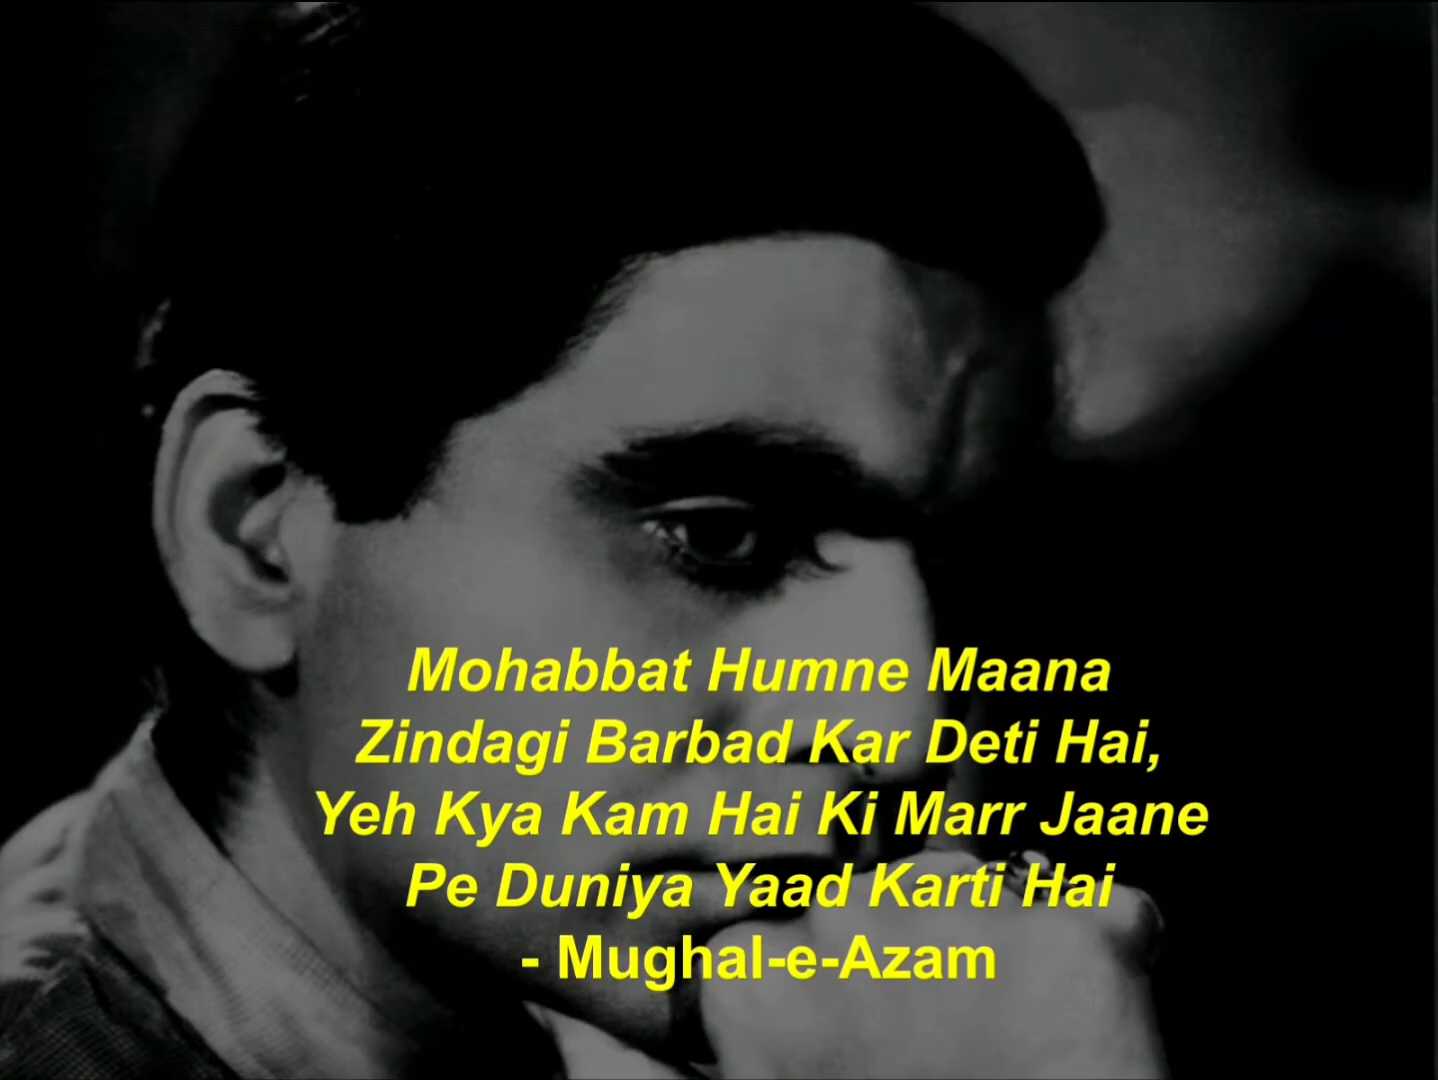 Mohabbat Humne Maana
Zindagi Barbad Kar Deti Hai,
Yeh Kya Kam Hai Ki Marr Jaane
Pe Duniya Yaad Karti Hai
- Mughal-e-Azam